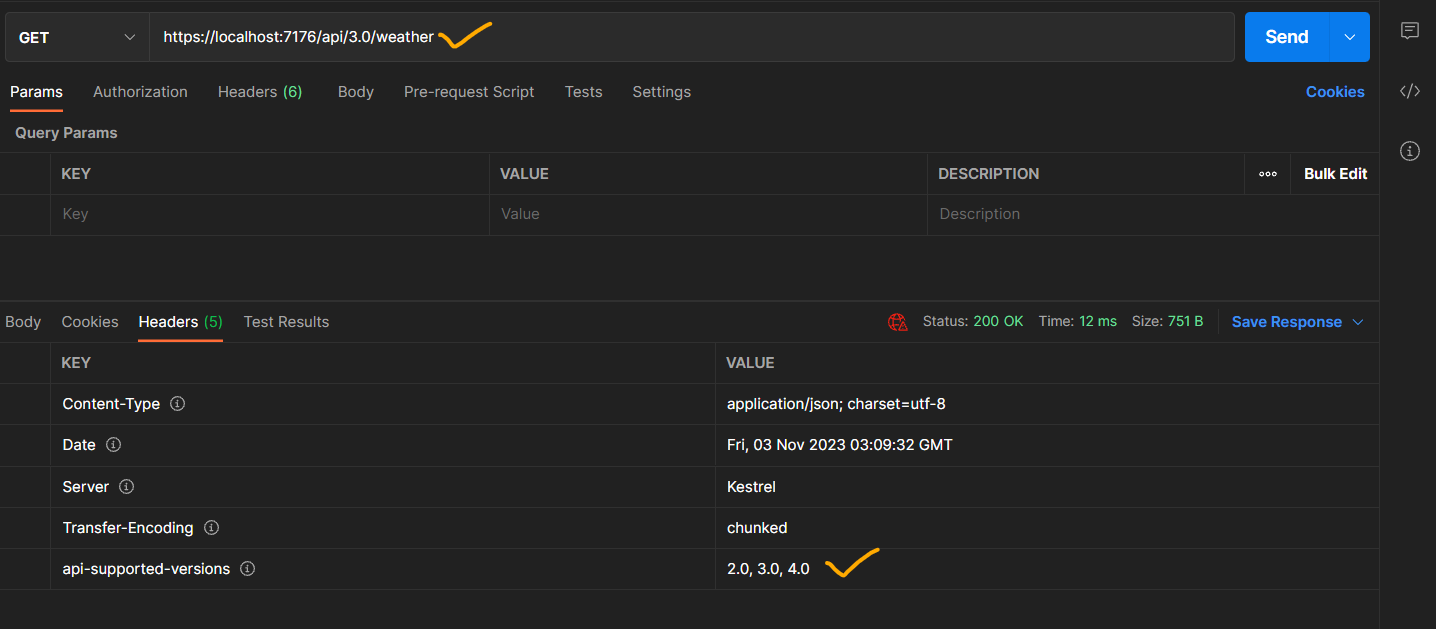 GET https://localhost:7176/api/3.0/weather Send
Params Authorization Headers (6) Body Pre-request Script Tests Settings Cookies
Query Params
KEY VALUE DESCRIPTION Bulk Edit
Key Value Description
Body Cookies Headers (5) Test Results Status: 200 OK Time: 12 ms Size: 751 B Save Response
KEY VALUE
Content-Type application/json; charset=utf-8
Date Fri, 03 Nov 2023 03:09:32 GMT
Server Kestrel
Transfer-Encoding chunked
api-supported-versions 2.0, 3.0, 4.0